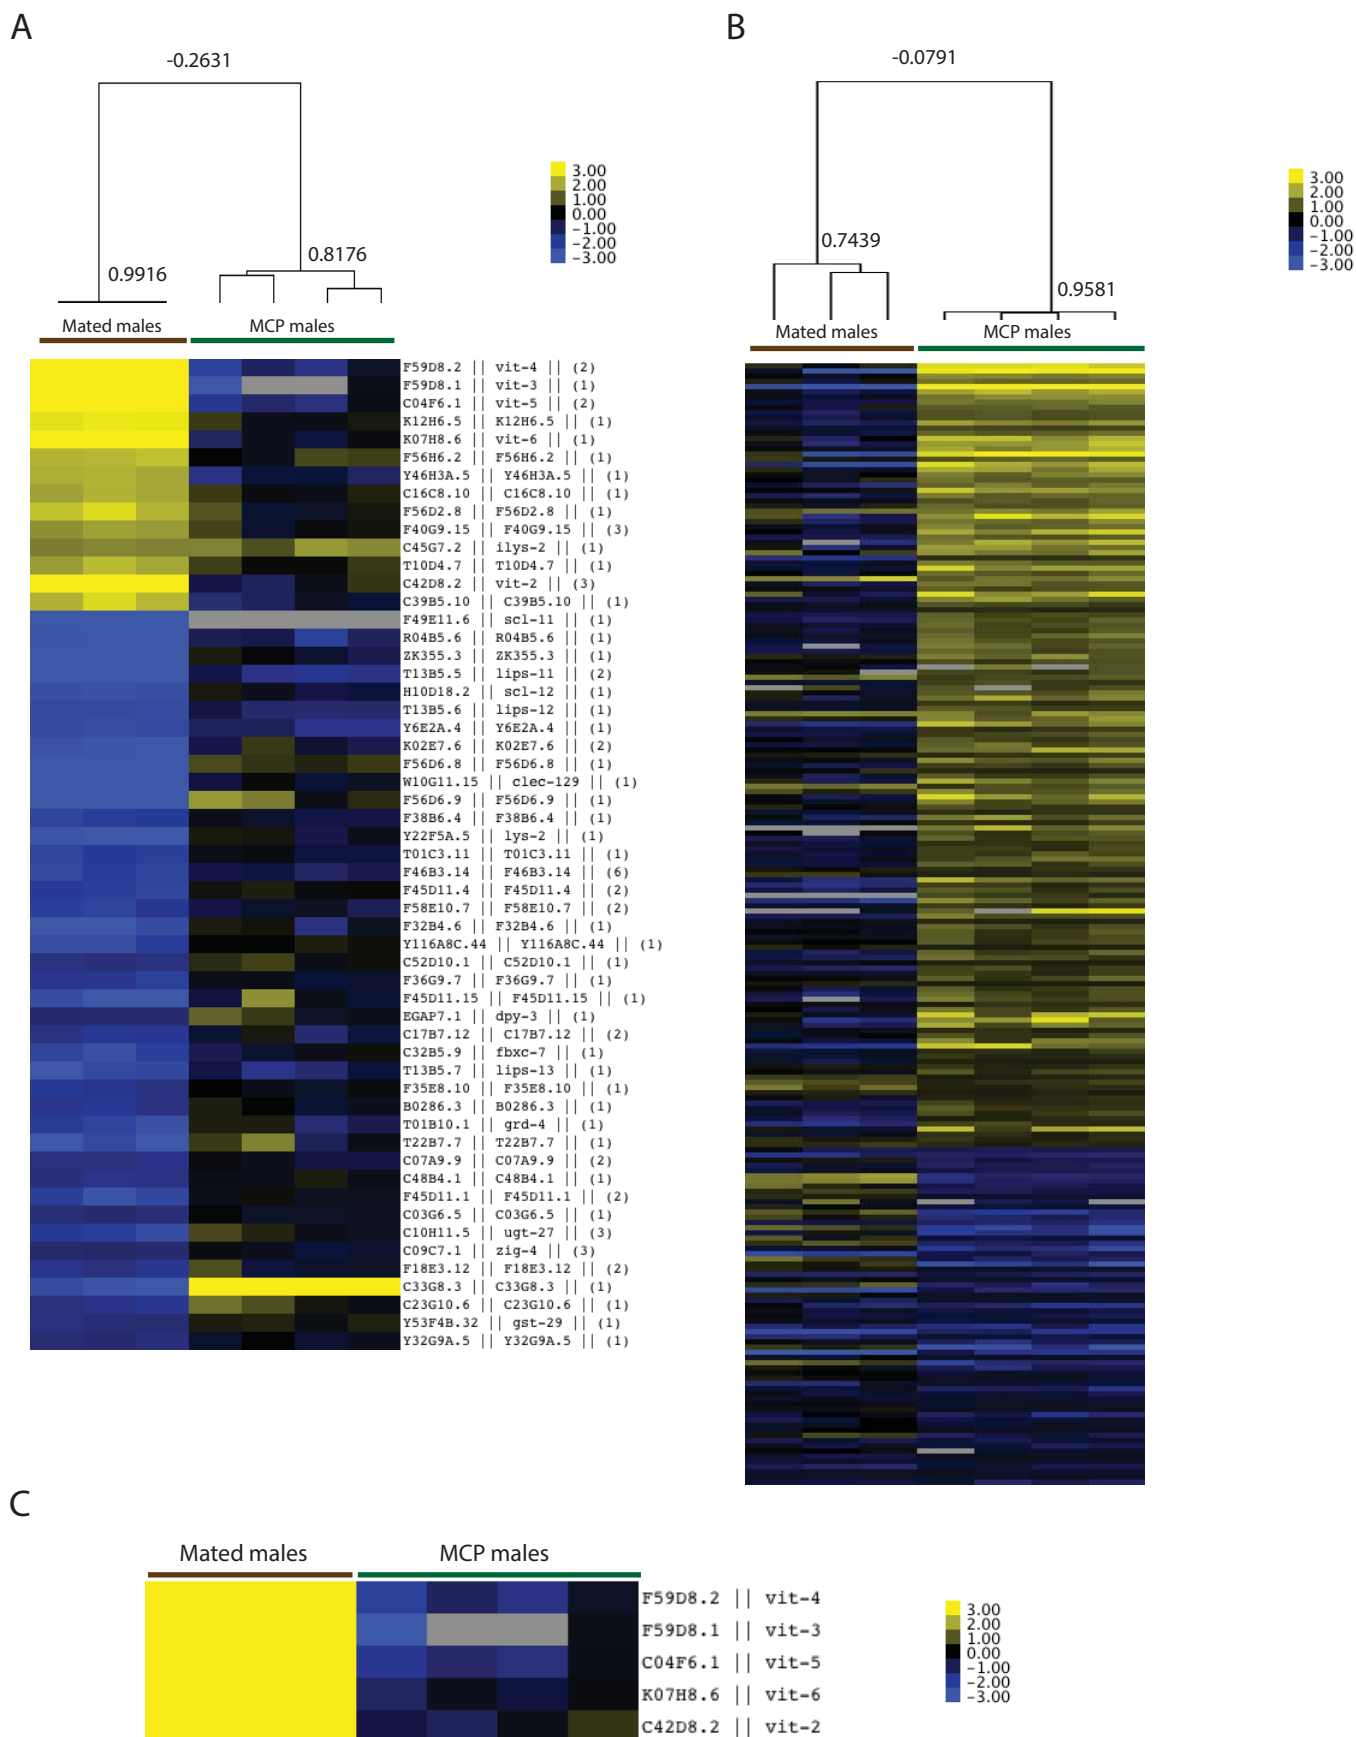 A
B
-0.2631
-0.0791
3.00
2.00
1.00
0.00
-1.00
-2.00
-3.00
3.00
2.00
1.00
0.00
-1.00
-2.00
-3.00
0.8176
0.9916
0.7439
0.9581
Mated males
MCP males
Mated males
MCP males
F59D8.2 || vit-4 || (2)
F59D8.1 || vit-3 || (1)
C04F6.1 || vit-5 || (2)
K12H6.5 || K12H6.5 || (1)
K07H8.6 || vit-6 || (1)
F56H6.2 || F56H6.2 || (1)
Y46H3A.5 || Y46H3A.5 || (1)
C16C8.10 || C16C8.10 || (1)
F56D2.8 || F56D2.8 || (1)
F40G9.15 || F40G9.15 || (3)
C45G7.2 || ilys-2 || (1)
T10D4.7 || T10D4.7 || (1)
C42D8.2 || vit-2 || (3)
C39B5.10 || C39B5.10 || (1)
F49E11.6 || scl-11 || (1)
R04B5.6 || R04B5.6 || (1)
ZK355.3 || ZK355.3 || (1)
T13B5.5 || lips-11 || (2)
H10D18.2 || scl-12 || (1)
T13B5.6 || lips-12 || (1)
Y6E2A.4 || Y6E2A.4 || (1)
K02E7.6 || K02E7.6 || (2)
F56D6.8 || F56D6.8 || (1)
W10G11.15 || clec-129 || (1)
F56D6.9 || F56D6.9 || (1)
F38B6.4 || F38B6.4 || (1)
Y22F5A.5 || lys-2 || (1)
T01C3.11 || T01C3.11 || (1)
F46B3.14 || F46B3.14 || (6)
F45D11.4 || F45D11.4 || (2)
F58E10.7 || F58E10.7 || (2)
F32B4.6 || F32B4.6 || (1)
Y116A8C.44 || Y116A8C.44 || (1)
C52D10.1 || C52D10.1 || (1)
F36G9.7 || F36G9.7 || (1)
F45D11.15 || F45D11.15 || (1)
EGAP7.1 || dpy-3 || (1)
C17B7.12 || C17B7.12 || (2)
C32B5.9 || fbxc-7 || (1)
T13B5.7 || lips-13 || (1)
F35E8.10 || F35E8.10 || (1)
B0286.3 || B0286.3 || (1)
T01B10.1 || grd-4 || (1)
T22B7.7 || T22B7.7 || (1)
C07A9.9 || C07A9.9 || (2)
C48B4.1 || C48B4.1 || (1)
F45D11.1 || F45D11.1 || (2)
C03G6.5 || C03G6.5 || (1)
C10H11.5 || ugt-27 || (3)
C09C7.1 || zig-4 || (3)
F18E3.12 || F18E3.12 || (2)
C33G8.3 || C33G8.3 || (1)
C23G10.6 || C23G10.6 || (1)
Y53F4B.32 || gst-29 || (1)
Y32G9A.5 || Y32G9A.5 || (1)
C
Mated males
MCP males
F59D8.2 || vit-4
F59D8.1 || vit-3
C04F6.1 || vit-5
K07H8.6 || vit-6
C42D8.2 || vit-2
3.00
2.00
1.00
0.00
-1.00
-2.00
-3.00